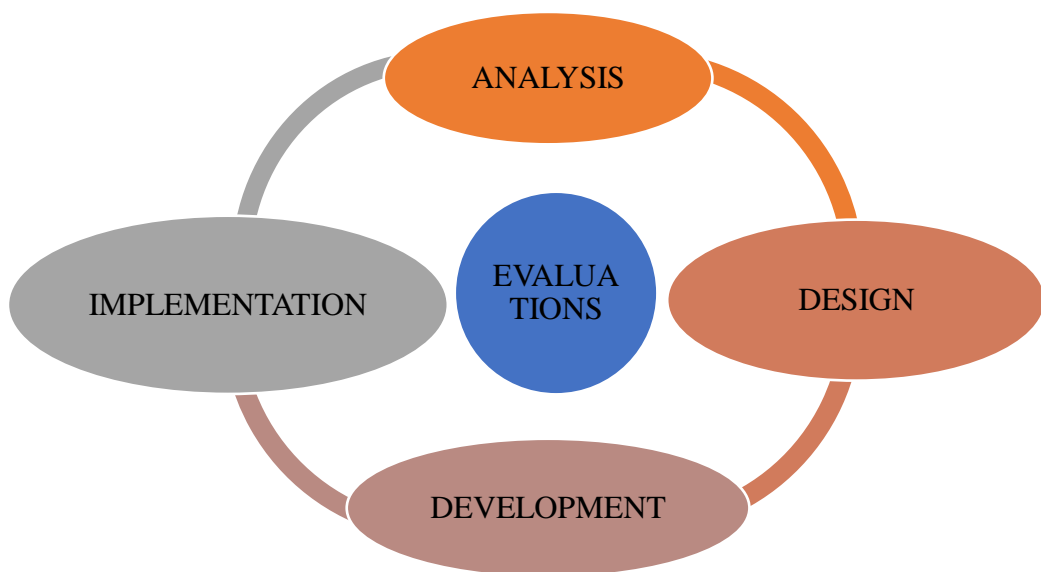 ANALYSIS
IMPLEMENTATION
EVALUA
TIONS
DESIGN
DEVELOPMENT